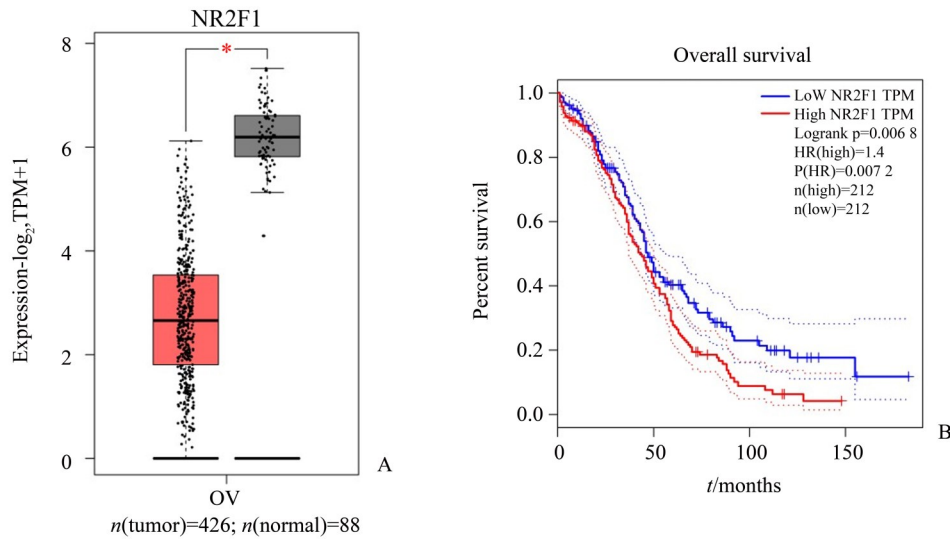 NR2F1
*
8
6
4
2
0
Expression-log₂,TPM+1
A
OV
n(tumor)=426; n(normal)=88
Overall survival
LoW NR2F1 TPM
High NR2F1 TPM
Logrank p=0.006 8
HR(high)=1.4
P(HR)=0.007 2
n(high)=212
n(low)=212
1.0
0.8
0.6
0.4
0.2
0.0
Percent survival
0 50 100 150
t/months
B